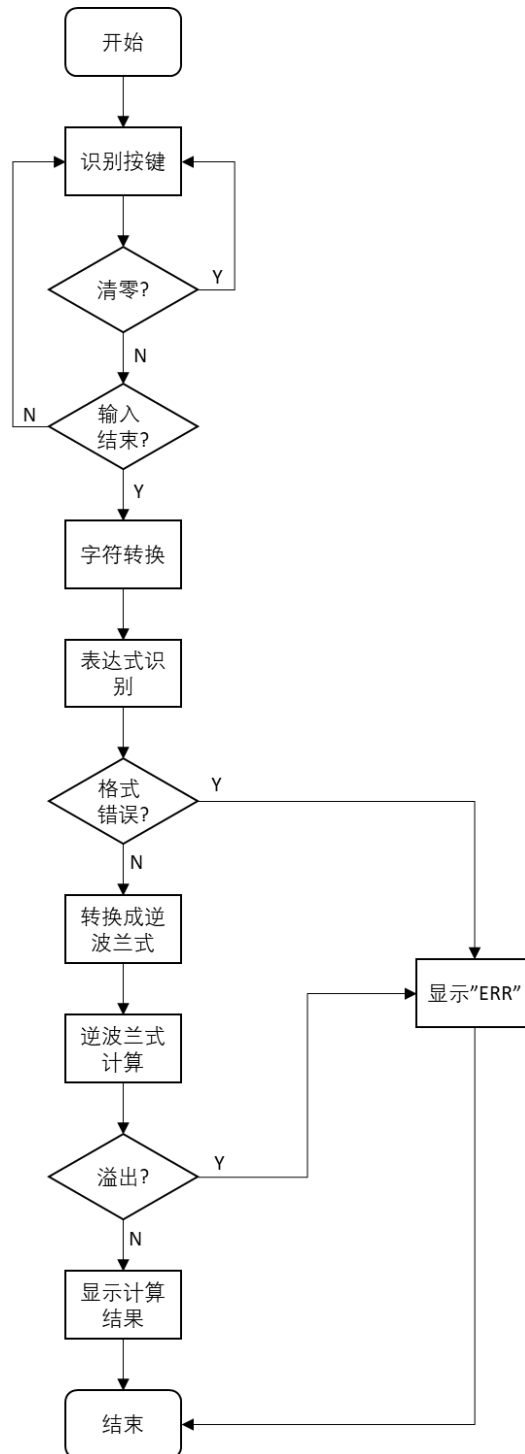 开始
识别按键
清零?
Y
N
输入
结束?
N
Y
字符转换
表达式识
别
格式
错误?
Y
N
转换成逆
波兰式
显示”ERR”
逆波兰式
计算
溢出?
Y
N
显示计算
结果
结束